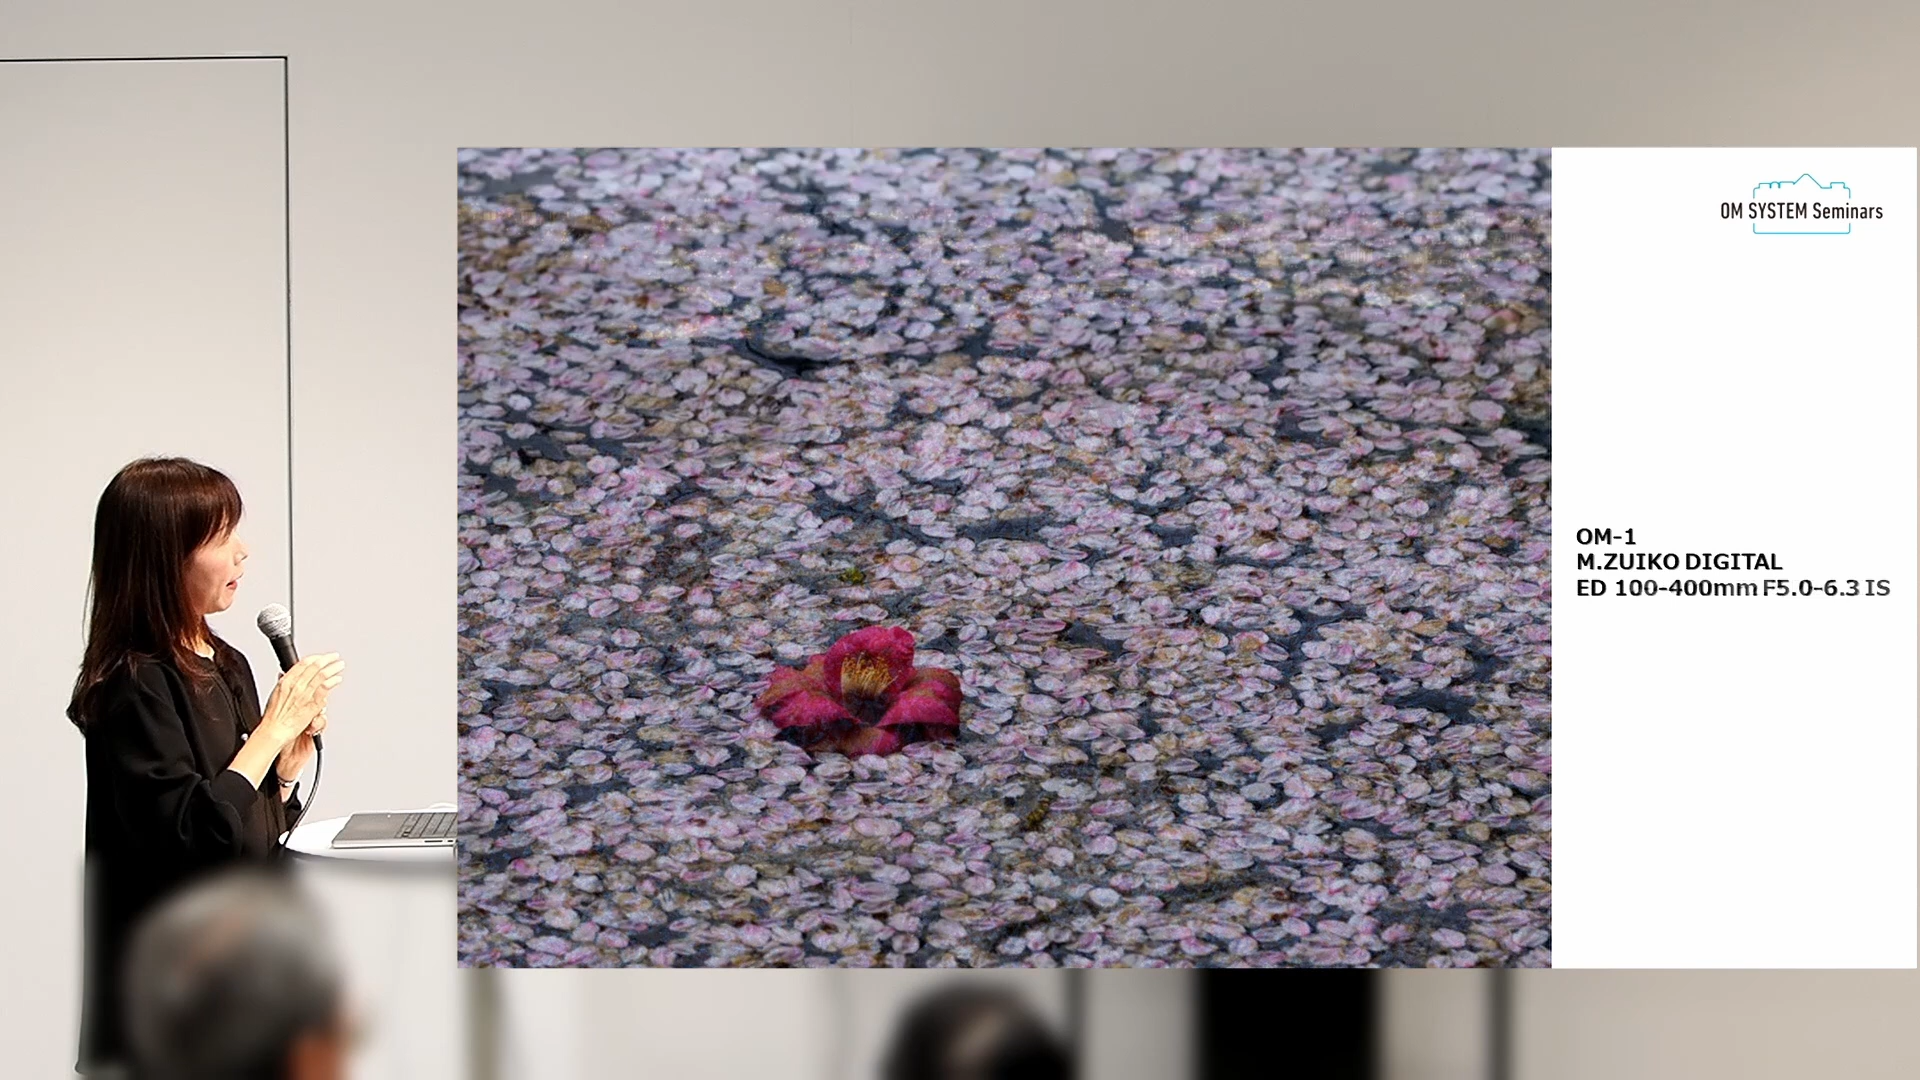 OM SYSTEM Seminars
OM-1
M.ZUIKO DIGITAL
ED 100-400mm F5.0-6.3 IS